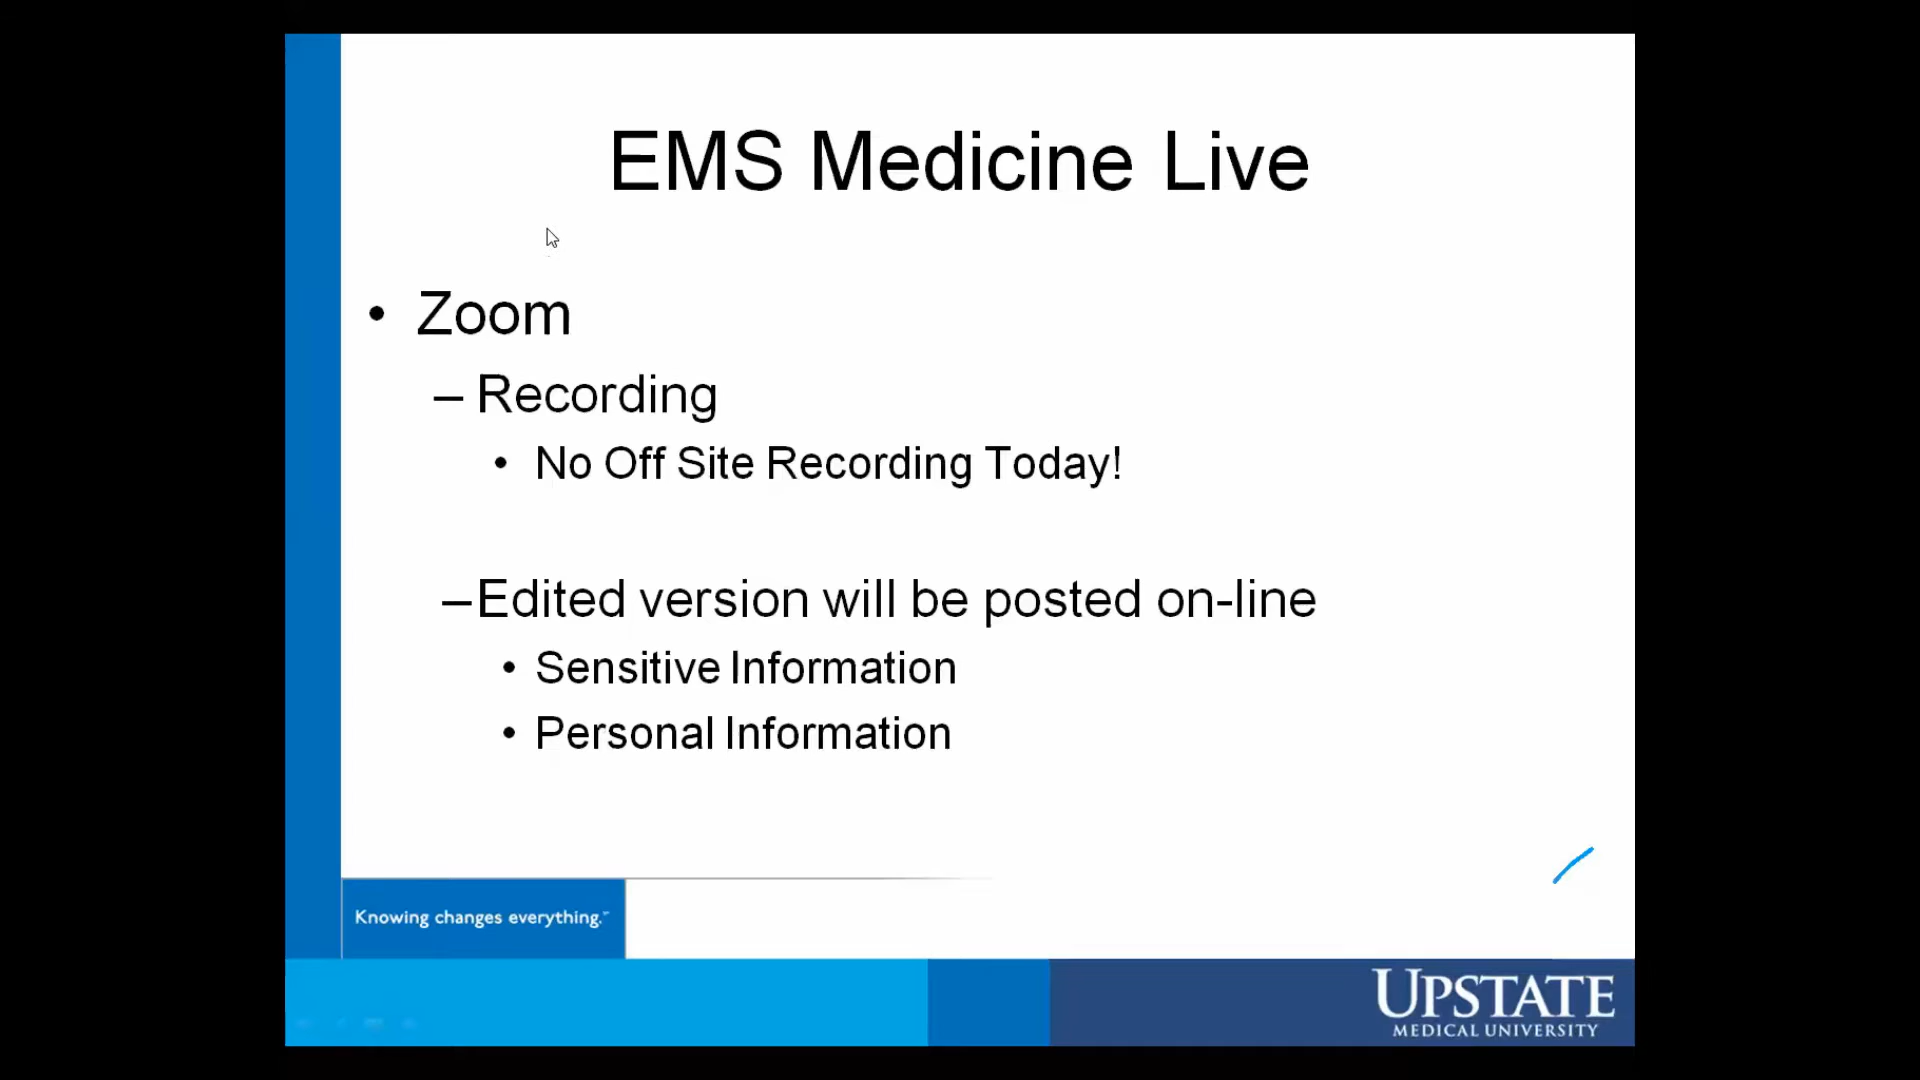 EMS Medicine Live
• Zoom
– Recording
• No Off Site Recording Today!
–Edited version will be posted on-line
• Sensitive Information
• Personal Information
Knowing changes everything.™
UPSTATE
MEDICAL UNIVERSITY